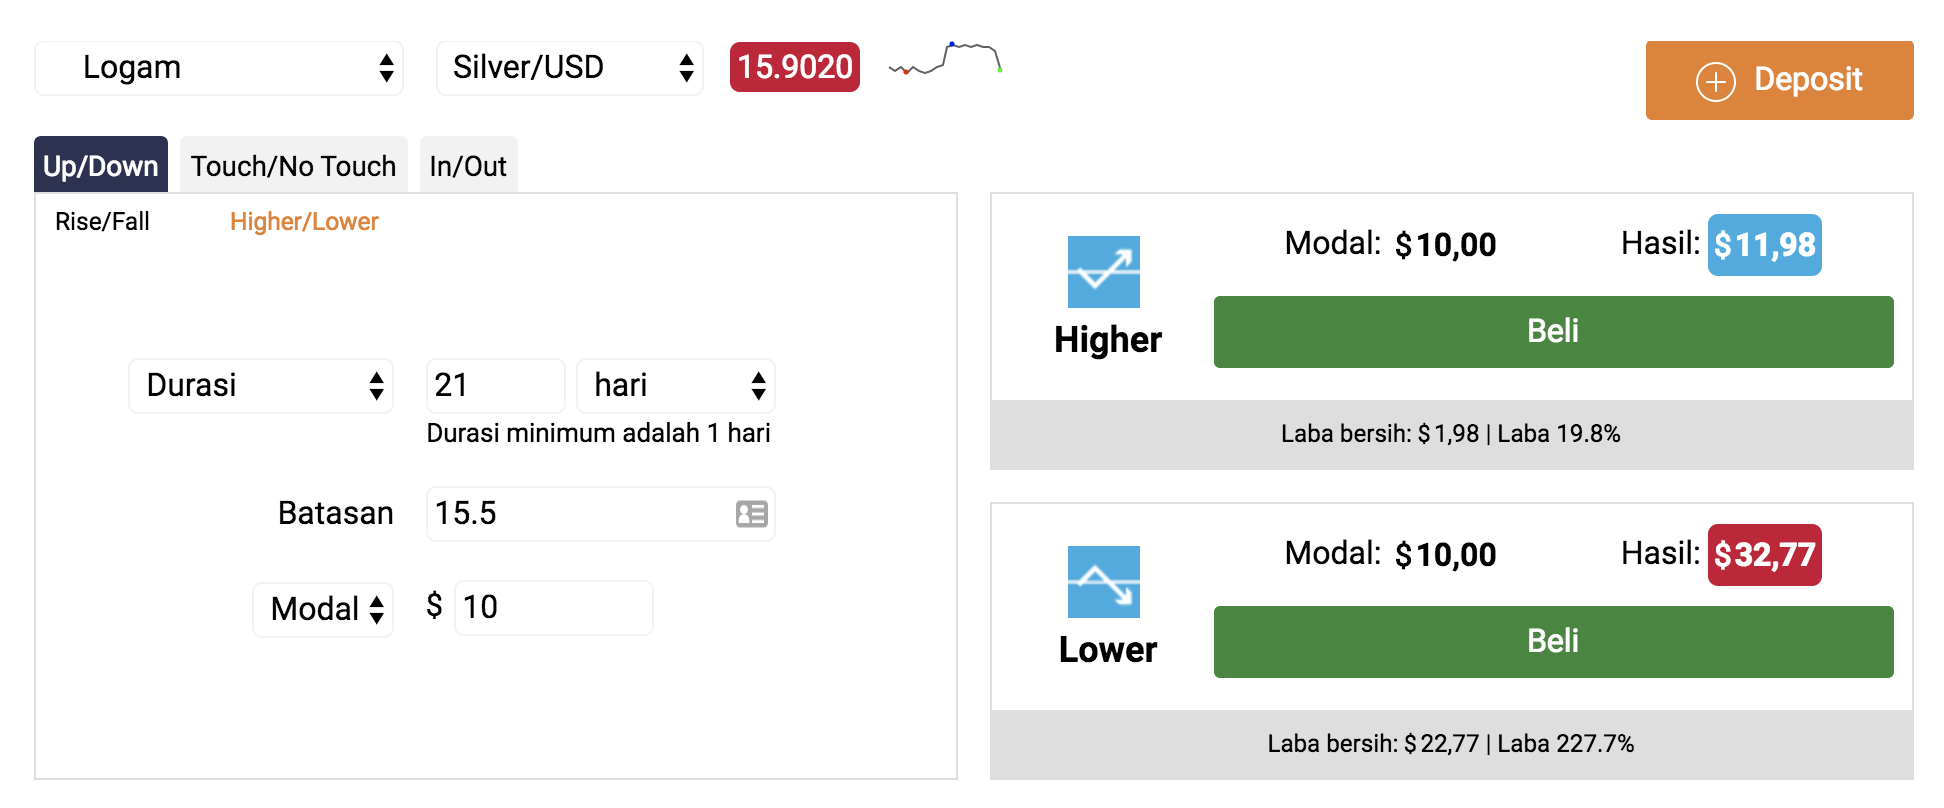 Logam
Silver/USD
15.9020
Deposit
Up/Down
Touch/No Touch
In/Out
Rise/Fall
Higher/Lower
Durasi
21
hari
Durasi minimum adalah 1 hari
Batasan
15.5
Modal
$
10
Modal: $10,00
Hasil: $11,98
Higher
Beli
Laba bersih: $1,98 | Laba 19.8%
Modal: $10,00
Hasil: $32,77
Lower
Beli
Laba bersih: $22,77 | Laba 227.7%